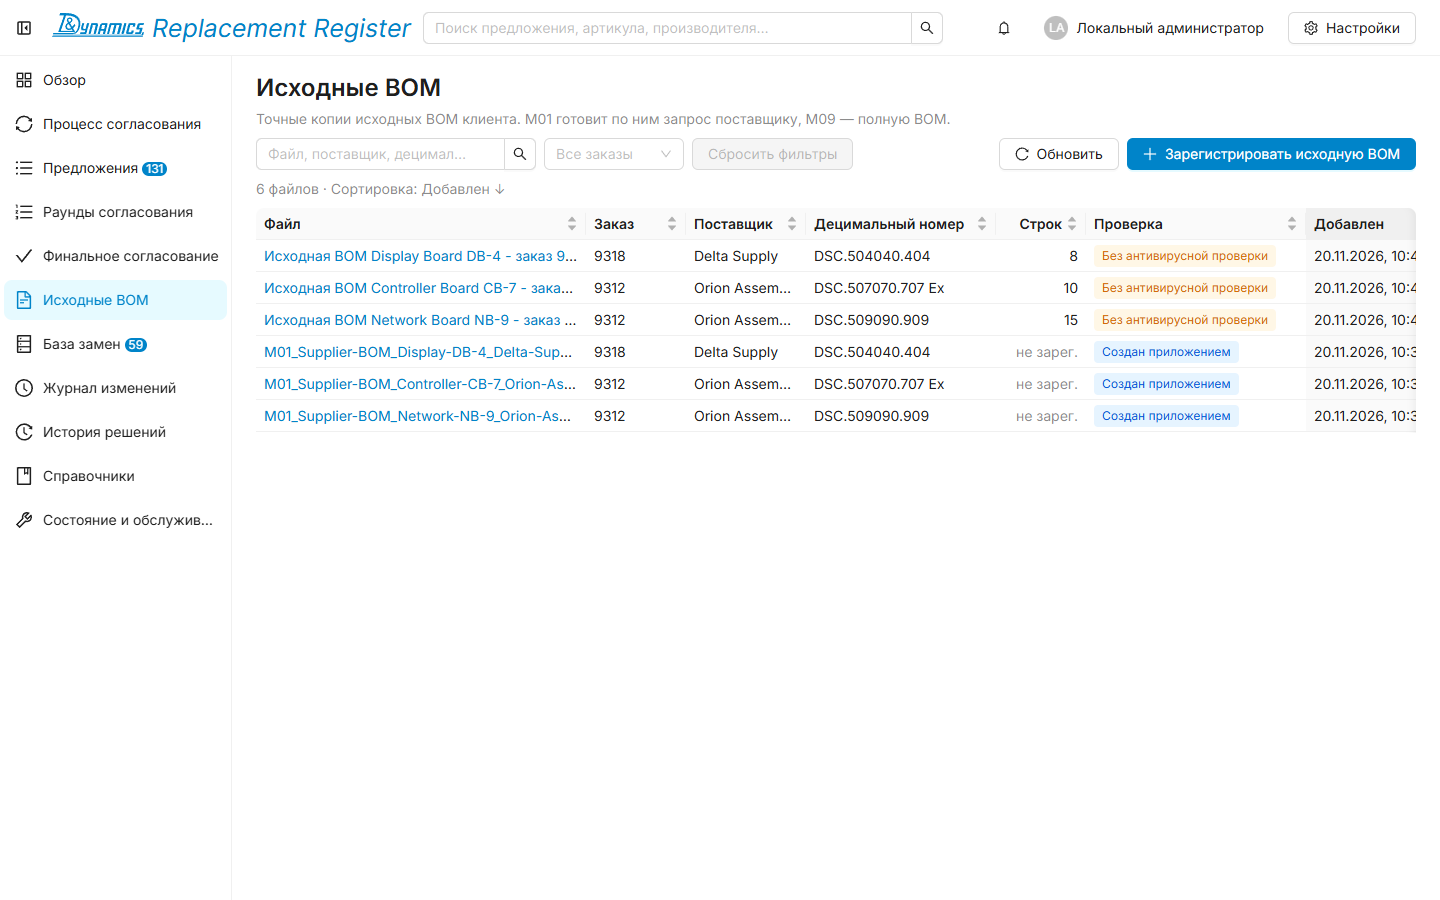 Dynamics Replacement Register
Поиск предложения, артикула, производителя...
LA Локальный администратор
Настройки
Обзор
Процесс согласования
Предложения 131
Раунды согласования
Финальное согласование
Исходные BOM
База замен 59
Журнал изменений
История решений
Справочники
Состояние и обслужив...
Исходные BOM
Точные копии исходных BOM клиента. M01 готовит по ним запрос поставщику, M09 — полную BOM.
Файл, поставщик, децимал...
Все заказы
Сбросить фильтры
Обновить
Зарегистрировать исходную BOM
6 файлов · Сортировка: Добавлен ↓
Файл Заказ Поставщик Децимальный номер Строк Проверка Добавлен
Исходная BOM Display Board DB-4 - заказ 9... 9318 Delta Supply DSC.504040.404 8 Без антивирусной проверки 20.11.2026, 10:4
Исходная BOM Controller Board CB-7 - зака... 9312 Orion Assem... DSC.507070.707 Ex 10 Без антивирусной проверки 20.11.2026, 10:4
Исходная BOM Network Board NB-9 - заказ ... 9312 Orion Assem... DSC.509090.909 15 Без антивирусной проверки 20.11.2026, 10:4
M01_Supplier-BOM_Display-DB-4_Delta-Sup... 9318 Delta Supply DSC.504040.404 не зарег. Создан приложением 20.11.2026, 10:3
M01_Supplier-BOM_Controller-CB-7_Orion-As... 9312 Orion Assem... DSC.507070.707 Ex не зарег. Создан приложением 20.11.2026, 10:3
M01_Supplier-BOM_Network-NB-9_Orion-As... 9312 Orion Assem... DSC.509090.909 не зарег. Создан приложением 20.11.2026, 10:3